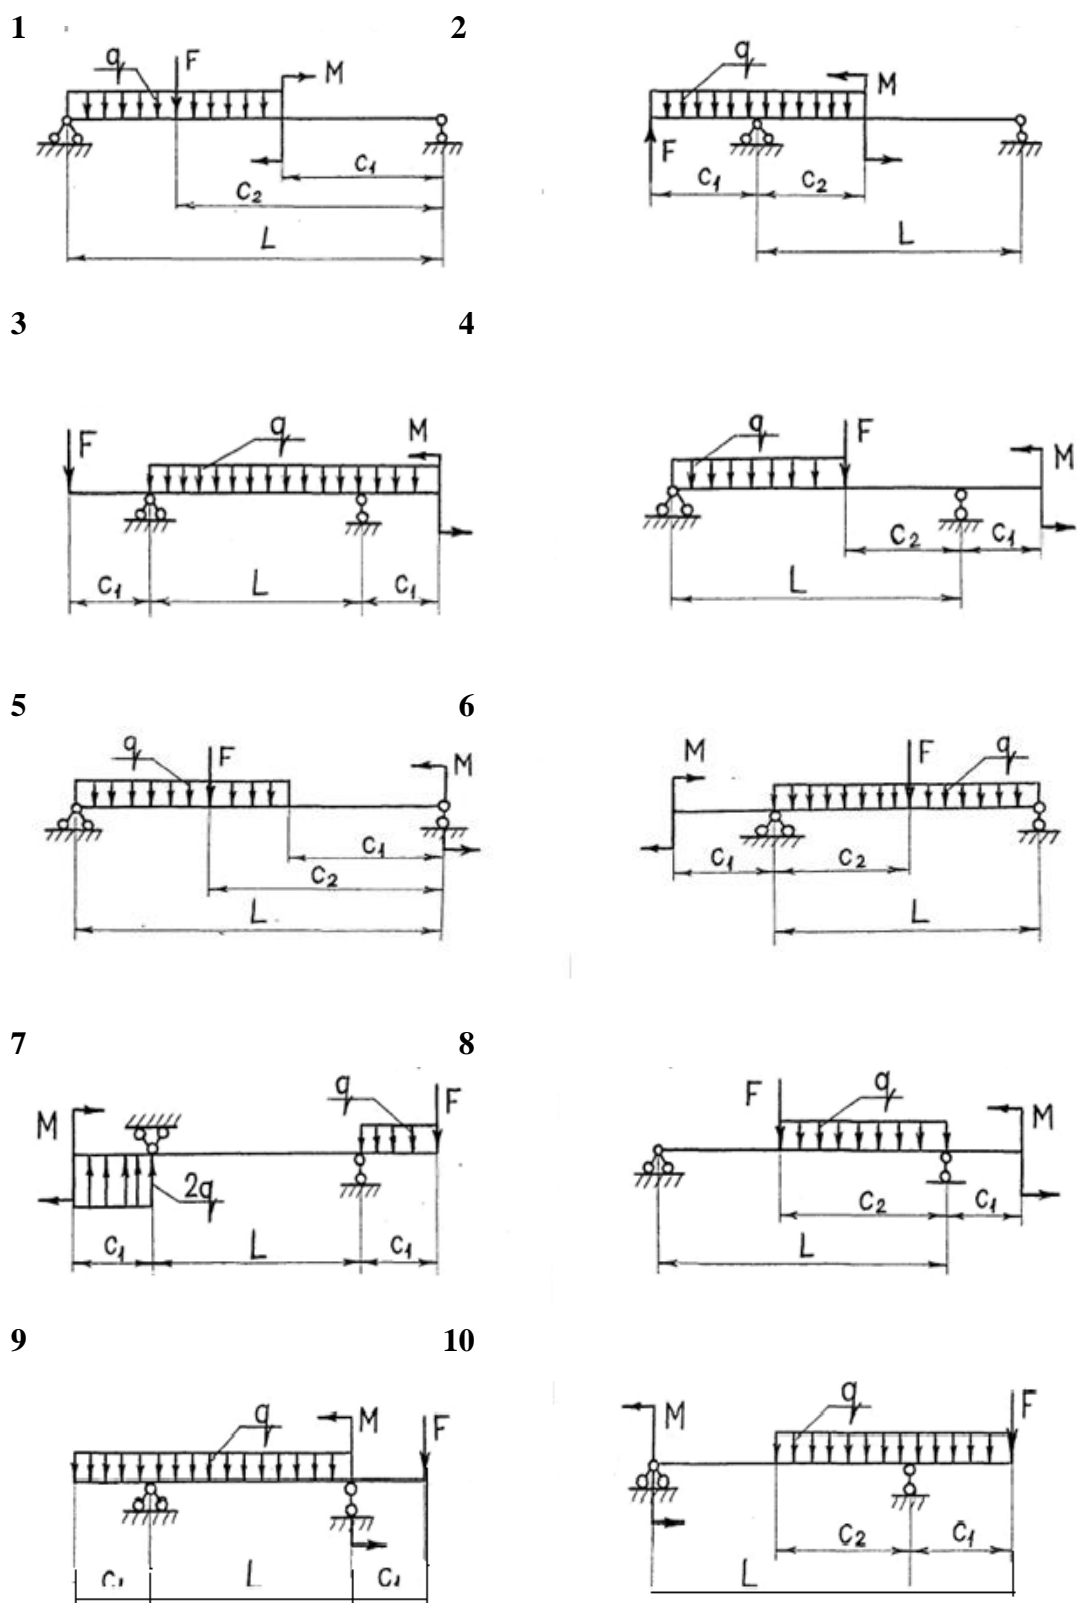 1 2
q F M
C₁
C₂
L
q M
F C₁ C₂
L
3 4
F q M
C₁ L C₁
q F M
C₂ C₁
L
5 6
q F M
C₁
C₂
L
M F q
C₁ C₂
L
7 8
M q F
2q
C₁ L C₁
F q M
C₂ C₁
L
9 10
q M F
C₁ L C₁
M q F
C₂ C₁
L